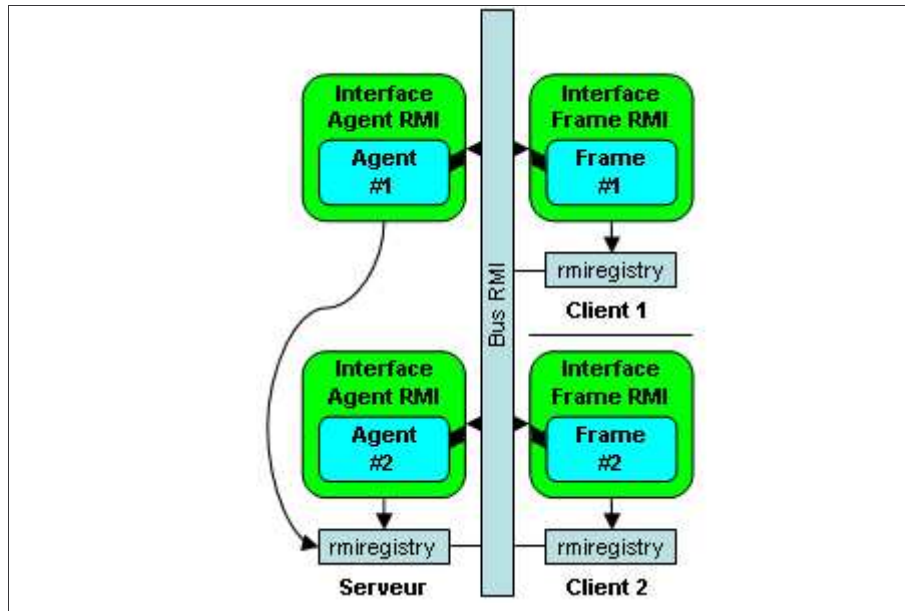 Interface
Agent RMI
Agent
#1
Interface
Frame RMI
Frame
#1
rmiregistry
Client 1
Bus RMI
Interface
Agent RMI
Agent
#2
Interface
Frame RMI
Frame
#2
rmiregistry
Serveur
rmiregistry
Client 2